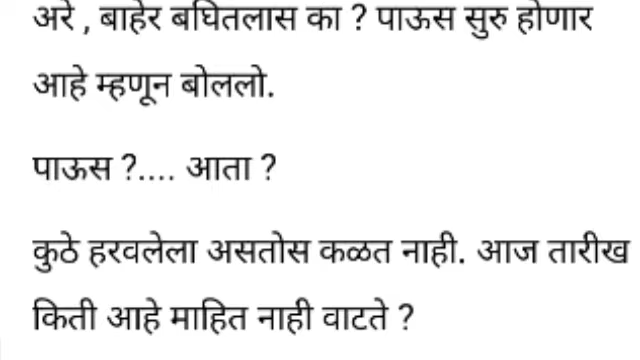 अरे , बाहेर बघितलास का ? पाऊस सुरु होणार
आहे म्हणून बोललो.
पाऊस ?.... आता ?
कुठे हरवलेला असतोस कळत नाही. आज तारीख
किती आहे माहित नाही वाटते ?